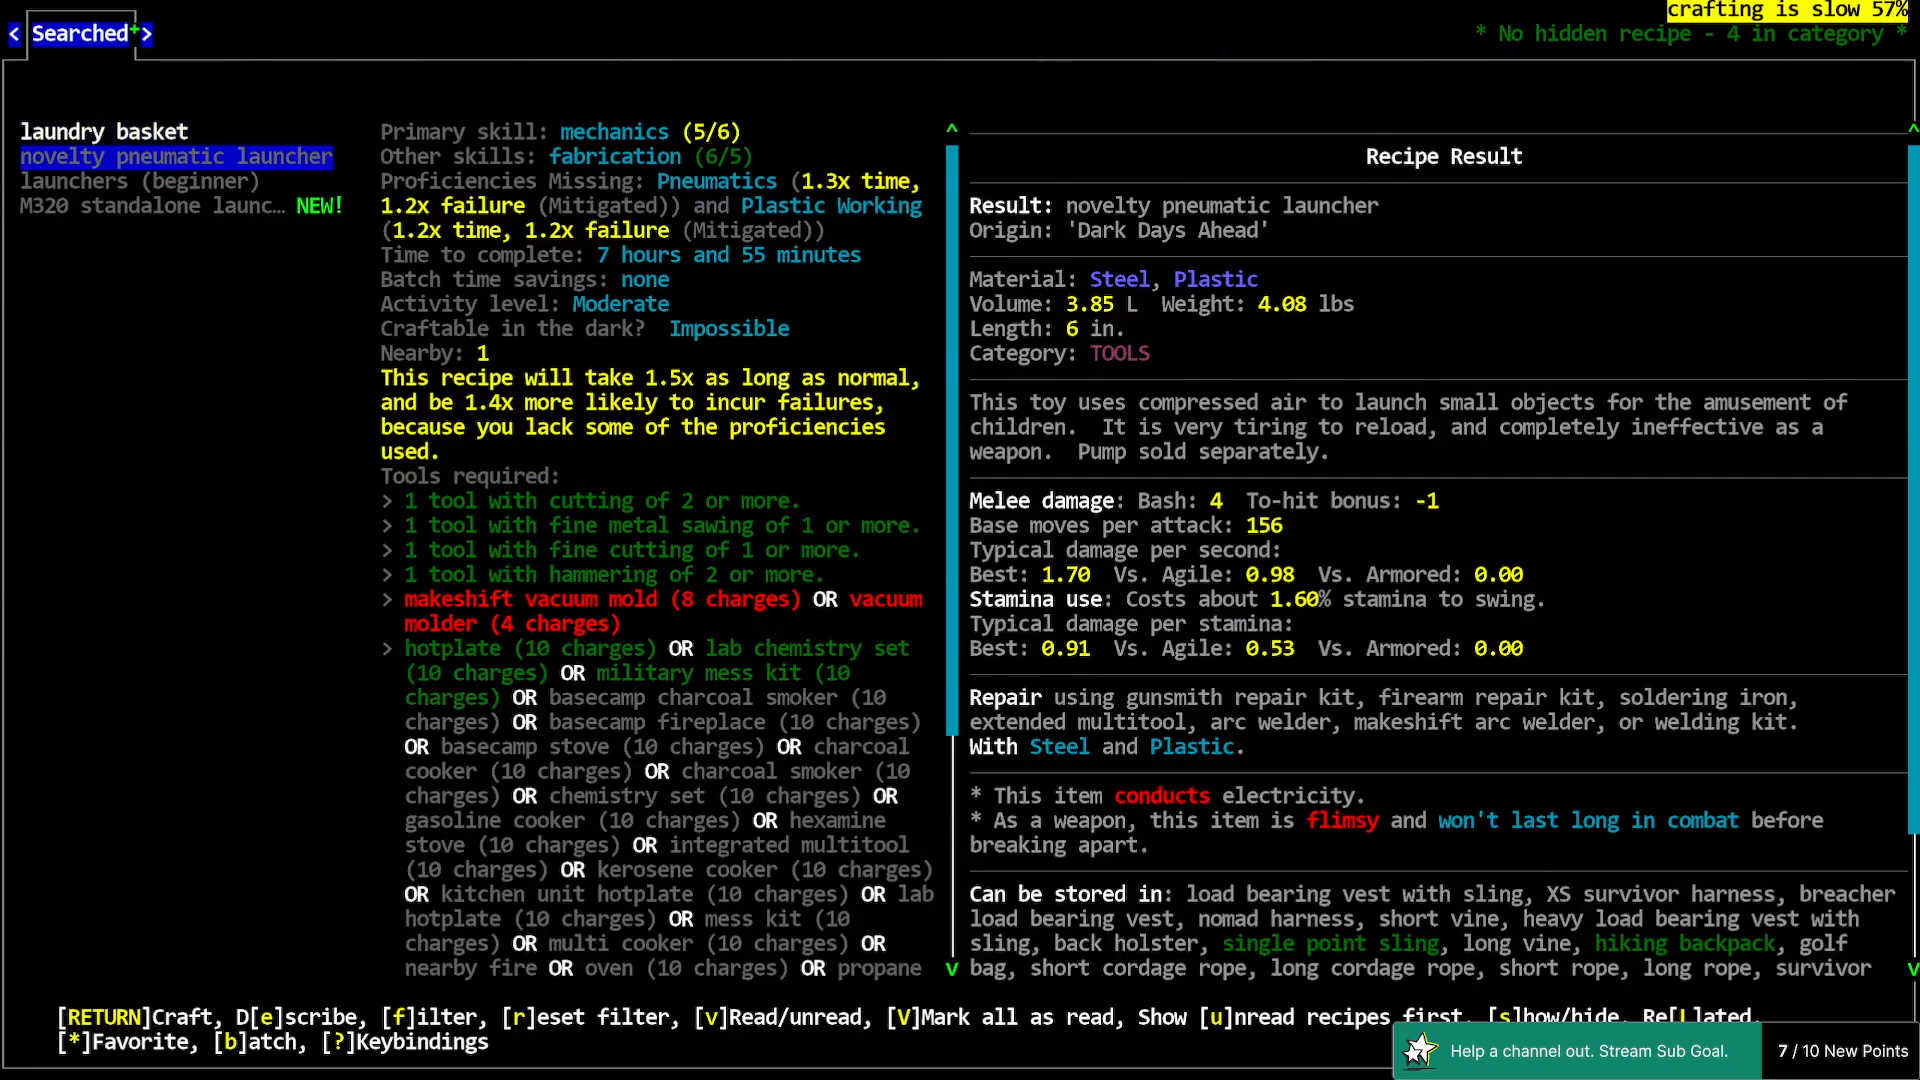 crafting is slow 57%
< Searched+ >
* No hidden recipe - 4 in category *
laundry basket
novelty pneumatic launcher
launchers (beginner)
M320 standalone launc… NEW!
Primary skill: mechanics (5/6)
Other skills: fabrication (6/5)
Proficiencies Missing: Pneumatics (1.3x time,
1.2x failure (Mitigated)) and Plastic Working
(1.2x time, 1.2x failure (Mitigated))
Time to complete: 7 hours and 55 minutes
Batch time savings: none
Activity level: Moderate
Craftable in the dark? Impossible
Nearby: 1
This recipe will take 1.5x as long as normal,
and be 1.4x more likely to incur failures,
because you lack some of the proficiencies
used.
Tools required:
> 1 tool with cutting of 2 or more.
> 1 tool with fine metal sawing of 1 or more.
> 1 tool with fine cutting of 1 or more.
> 1 tool with hammering of 2 or more.
> makeshift vacuum mold (8 charges) OR vacuum
molder (4 charges)
> hotplate (10 charges) OR lab chemistry set
(10 charges) OR military mess kit (10
charges) OR basecamp charcoal smoker (10
charges) OR basecamp fireplace (10 charges)
OR basecamp stove (10 charges) OR charcoal
cooker (10 charges) OR charcoal smoker (10
charges) OR chemistry set (10 charges) OR
gasoline cooker (10 charges) OR hexamine
stove (10 charges) OR integrated multitool
(10 charges) OR kerosene cooker (10 charges)
OR kitchen unit hotplate (10 charges) OR lab
hotplate (10 charges) OR mess kit (10
charges) OR multi cooker (10 charges) OR
nearby fire OR oven (10 charges) OR propane
Recipe Result
Result: novelty pneumatic launcher
Origin: 'Dark Days Ahead'
Material: Steel, Plastic
Volume: 3.85 L Weight: 4.08 lbs
Length: 6 in.
Category: TOOLS
This toy uses compressed air to launch small objects for the amusement of
children. It is very tiring to reload, and completely ineffective as a
weapon. Pump sold separately.
Melee damage: Bash: 4 To-hit bonus: -1
Base moves per attack: 156
Typical damage per second:
Best: 1.70 Vs. Agile: 0.98 Vs. Armored: 0.00
Stamina use: Costs about 1.60% stamina to swing.
Typical damage per stamina:
Best: 0.91 Vs. Agile: 0.53 Vs. Armored: 0.00
Repair using gunsmith repair kit, firearm repair kit, soldering iron,
extended multitool, arc welder, makeshift arc welder, or welding kit.
With Steel and Plastic.
* This item conducts electricity.
* As a weapon, this item is flimsy and won't last long in combat before
breaking apart.
Can be stored in: load bearing vest with sling, XS survivor harness, breacher
load bearing vest, nomad harness, short vine, heavy load bearing vest with
sling, back holster, single point sling, long vine, hiking backpack, golf
bag, short cordage rope, long cordage rope, short rope, long rope, survivor
[RETURN]Craft, D[e]scribe, [f]ilter, [r]eset filter, [v]Read/unread, [V]Mark all as read, Show [u]nread recipes first, [s]how/hide, Re[L]ated,
[*]Favorite, [b]atch, [?]Keybindings
Help a channel out. Stream Sub Goal.
7 / 10 New Points